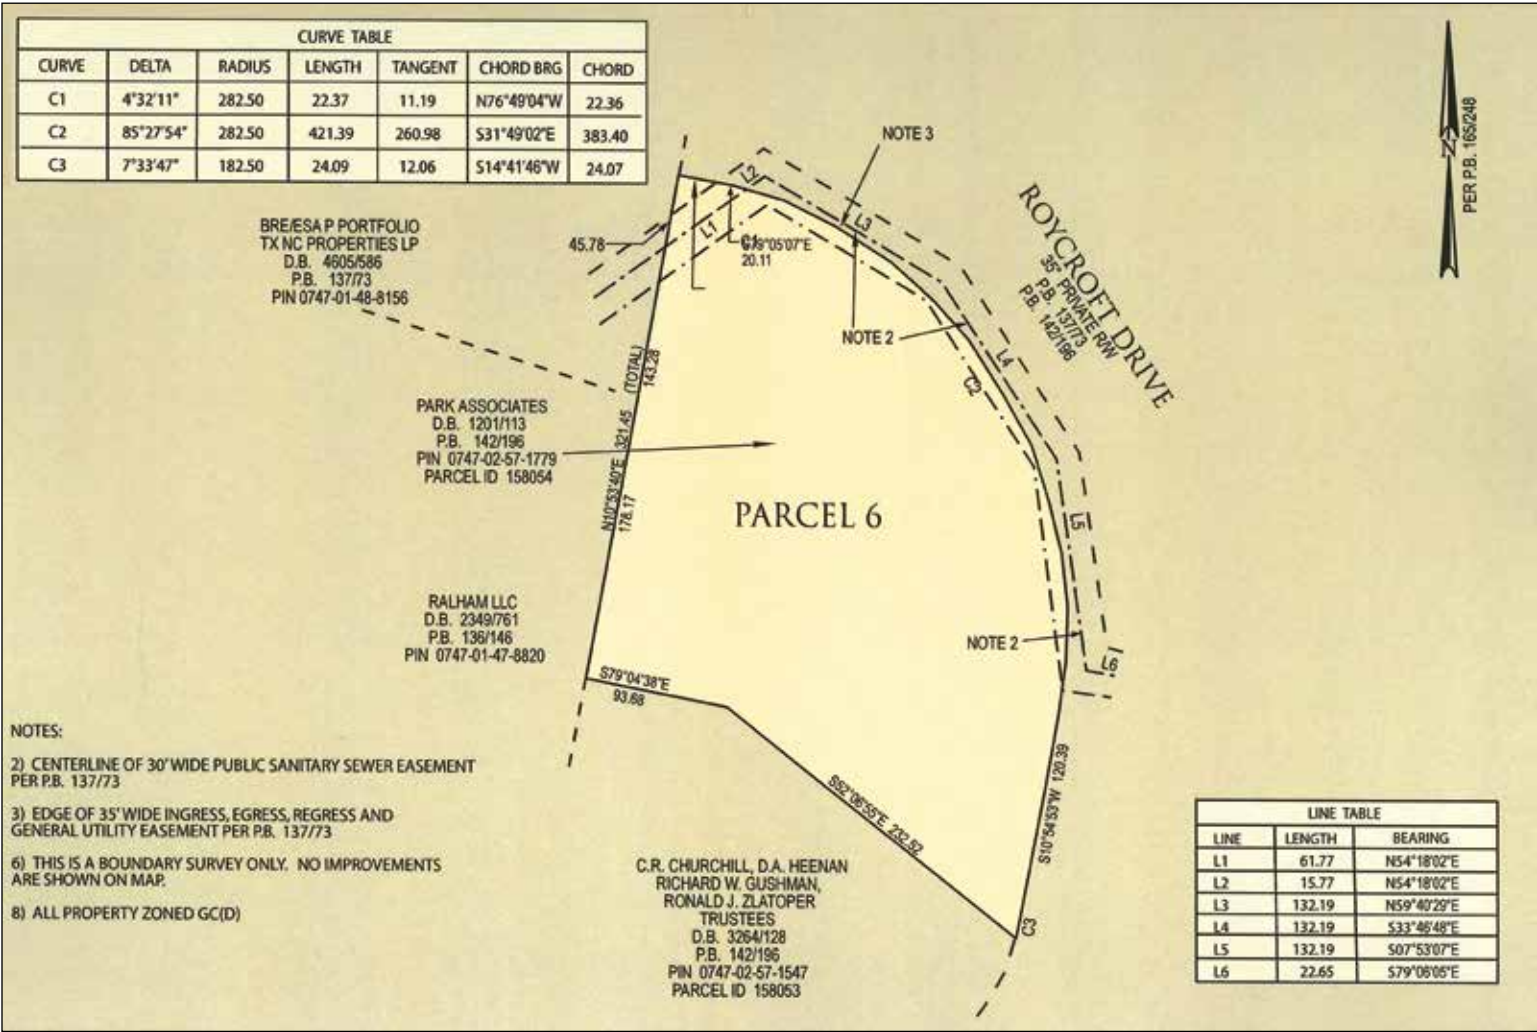 CURVE TABLE
CURVE DELTA RADIUS LENGTH TANGENT CHORD BRG CHORD
C1 4°32'11" 282.50 22.37 11.19 N76°49'04"W 22.36
C2 85°27'54" 282.50 421.39 260.98 S31°49'02"E 383.40
C3 7°33'47" 182.50 24.09 12.06 S14°41'46"W 24.07
PER P.B. 165/248
N
NOTE 3
BRE/ESA P PORTFOLIO
TX NC PROPERTIES LP
D.B. 4605/586
P.B. 137/73
PIN 0747-01-48-8156
45.78
L1
L2
C1
S79°05'07"E
20.11
L3
ROYCROFT DRIVE
35' PRIVATE R/W
P.B. 137/73
P.B. 142/196
NOTE 2
L4
C2
(TOTAL)
143.28
N10°53'40"E 321.45
178.17
PARK ASSOCIATES
D.B. 1201/113
P.B. 142/196
PIN 0747-02-57-1779
PARCEL ID 158054
PARCEL 6
L5
RALHAM LLC
D.B. 2349/761
P.B. 136/146
PIN 0747-01-47-8820
NOTE 2
L6
S79°04'38"E
93.68
S52°06'55"E 232.52
S10°54'53"W 120.39
C3
NOTES:
2) CENTERLINE OF 30' WIDE PUBLIC SANITARY SEWER EASEMENT
PER P.B. 137/73
3) EDGE OF 35' WIDE INGRESS, EGRESS, REGRESS AND
GENERAL UTILITY EASEMENT PER P.B. 137/73
6) THIS IS A BOUNDARY SURVEY ONLY. NO IMPROVEMENTS
ARE SHOWN ON MAP.
8) ALL PROPERTY ZONED GC(D)
C.R. CHURCHILL, D.A. HEENAN
RICHARD W. GUSHMAN,
RONALD J. ZLATOPER
TRUSTEES
D.B. 3264/128
P.B. 142/196
PIN 0747-02-57-1547
PARCEL ID 158053
LINE TABLE
LINE LENGTH BEARING
L1 61.77 N54°18'02"E
L2 15.77 N54°18'02"E
L3 132.19 N59°40'29"E
L4 132.19 S33°46'48"E
L5 132.19 S07°53'07"E
L6 22.65 S79°06'05"E